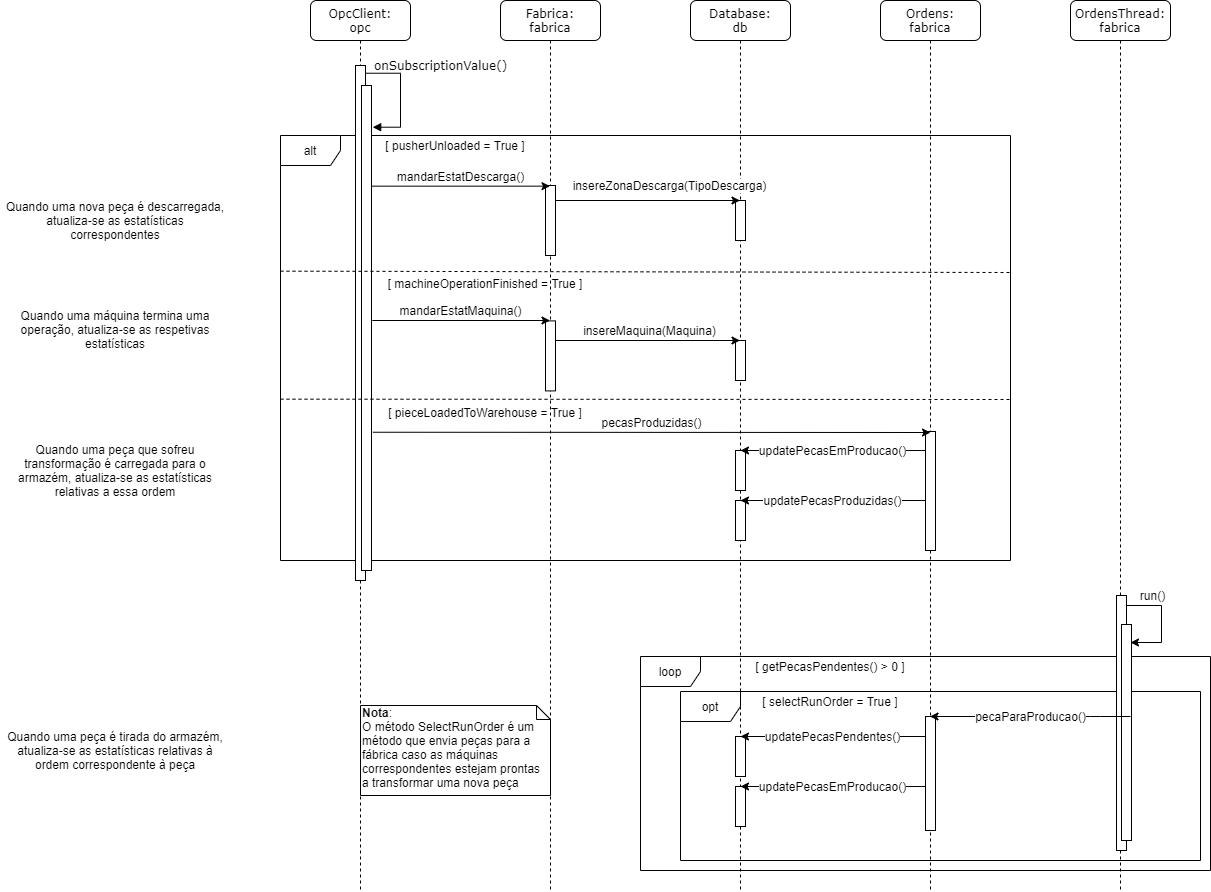 OpcClient:
opc
Fabrica:
fabrica
Database:
db
Ordens:
fabrica
OrdensThread:
fabrica
onSubscriptionValue()
alt
[ pusherUnloaded = True ]
mandarEstatDescarga()
insereZonaDescarga(TipoDescarga)
Quando uma nova peça é descarregada,
atualiza-se as estatísticas
correspondentes
[ machineOperationFinished = True ]
mandarEstatMaquina()
insereMaquina(Maquina)
Quando uma máquina termina uma
operação, atualiza-se as respetivas
estatísticas
[ pieceLoadedToWarehouse = True ]
pecasProduzidas()
updatePecasEmProducao()
updatePecasProduzidas()
Quando uma peça que sofreu
transformação é carregada para o
armazém, atualiza-se as estatísticas
relativas a essa ordem
run()
loop
[ getPecasPendentes() > 0 ]
opt
[ selectRunOrder = True ]
pecaParaProducao()
updatePecasPendentes()
updatePecasEmProducao()
Nota:
O método SelectRunOrder é um
método que envia peças para a
fábrica caso as máquinas
correspondentes estejam prontas
a transformar uma nova peça
Quando uma peça é tirada do armazém,
atualiza-se as estatísticas relativas à
ordem correspondente à peça